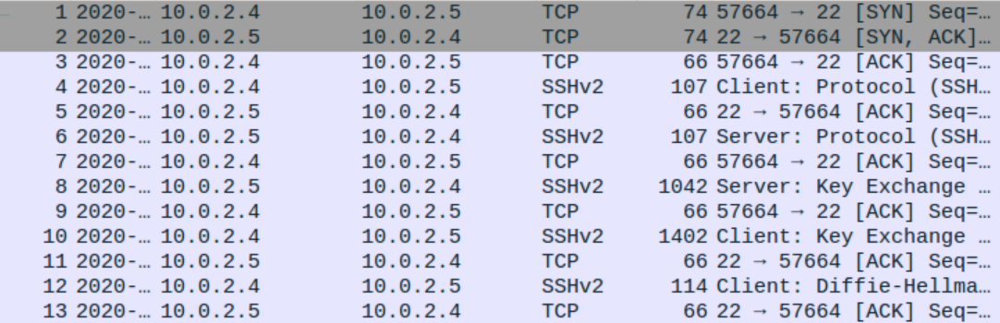 1 2020-… 10.0.2.4 10.0.2.5 TCP 74 57664 → 22 [SYN] Seq=…
2 2020-… 10.0.2.5 10.0.2.4 TCP 74 22 → 57664 [SYN, ACK]…
3 2020-… 10.0.2.4 10.0.2.5 TCP 66 57664 → 22 [ACK] Seq=…
4 2020-… 10.0.2.4 10.0.2.5 SSHv2 107 Client: Protocol (SSH…
5 2020-… 10.0.2.5 10.0.2.4 TCP 66 22 → 57664 [ACK] Seq=…
6 2020-… 10.0.2.5 10.0.2.4 SSHv2 107 Server: Protocol (SSH…
7 2020-… 10.0.2.4 10.0.2.5 TCP 66 57664 → 22 [ACK] Seq=…
8 2020-… 10.0.2.5 10.0.2.4 SSHv2 1042 Server: Key Exchange …
9 2020-… 10.0.2.4 10.0.2.5 TCP 66 57664 → 22 [ACK] Seq=…
10 2020-… 10.0.2.4 10.0.2.5 SSHv2 1402 Client: Key Exchange …
11 2020-… 10.0.2.5 10.0.2.4 TCP 66 22 → 57664 [ACK] Seq=…
12 2020-… 10.0.2.4 10.0.2.5 SSHv2 114 Client: Diffie-Hellma…
13 2020-… 10.0.2.5 10.0.2.4 TCP 66 22 → 57664 [ACK] Seq=…